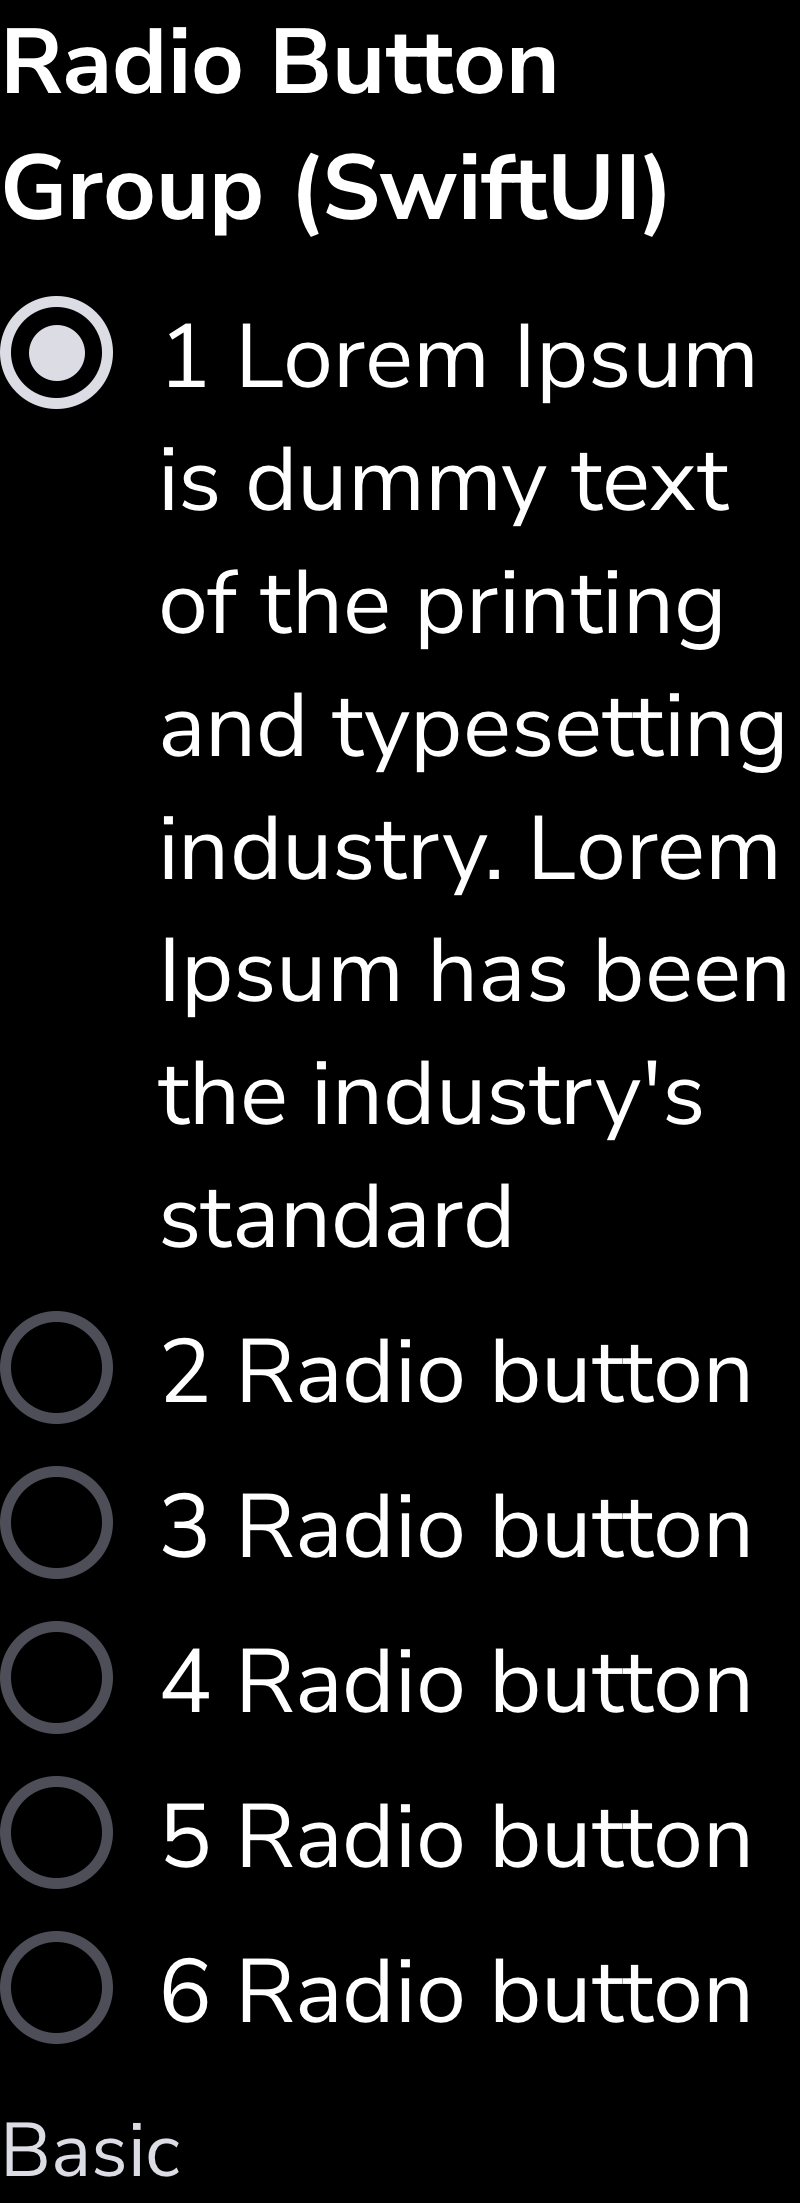 Radio Button
Group (SwiftUI)
1 Lorem Ipsum
is dummy text
of the printing
and typesetting
industry. Lorem
Ipsum has been
the industry's
standard
2 Radio button
3 Radio button
4 Radio button
5 Radio button
6 Radio button
Basic